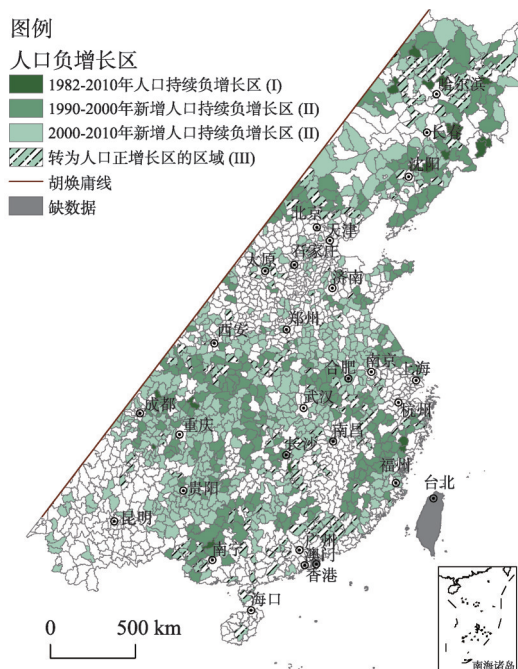 图例
人口负增长区
1982-2010年人口持续负增长区 (I)
1990-2000年新增人口持续负增长区 (II)
2000-2010年新增人口持续负增长区 (II)
转为人口正增长区的区域 (III)
胡焕庸线
缺数据
哈尔滨
长春
沈阳
北京
天津
石家庄
太原
济南
郑州
西安
合肥
南京
上海
成都
武汉
杭州
重庆
长沙
南昌
贵阳
福州
台北
昆明
南宁
广州
澳门
香港
海口
0 500 km
南海诸岛